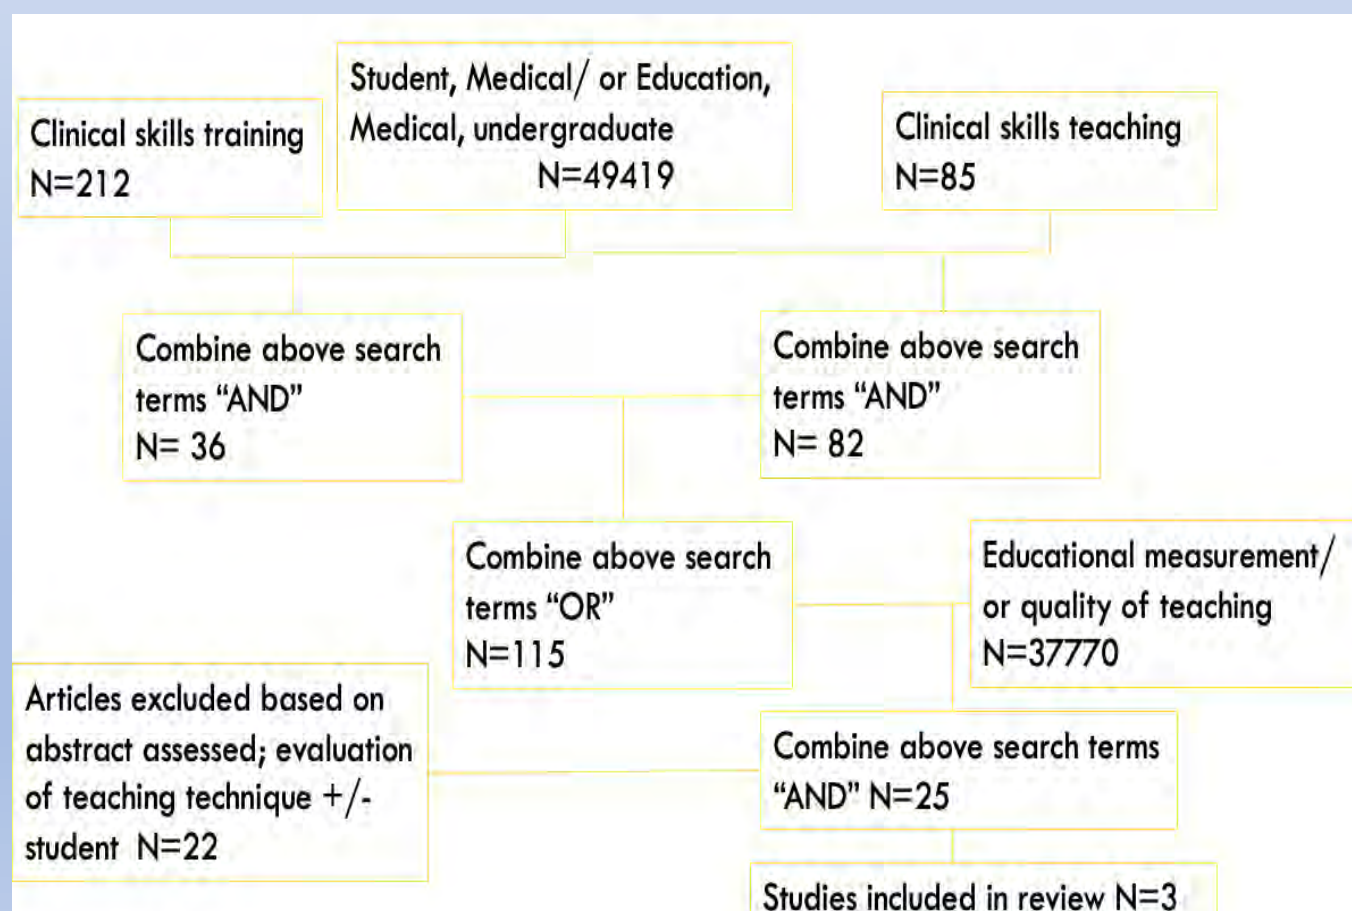 Clinical skills training
N=212
Student, Medical/ or Education,
Medical, undergraduate
N=49419
Clinical skills teaching
N=85
Combine above search
terms “AND”
N= 36
Combine above search
terms “AND”
N= 82
Combine above search
terms “OR”
N=115
Educational measurement/
or quality of teaching
N=37770
Articles excluded based on
abstract assessed; evaluation
of teaching technique +/-
student N=22
Combine above search terms
“AND” N=25
Studies included in review N=3